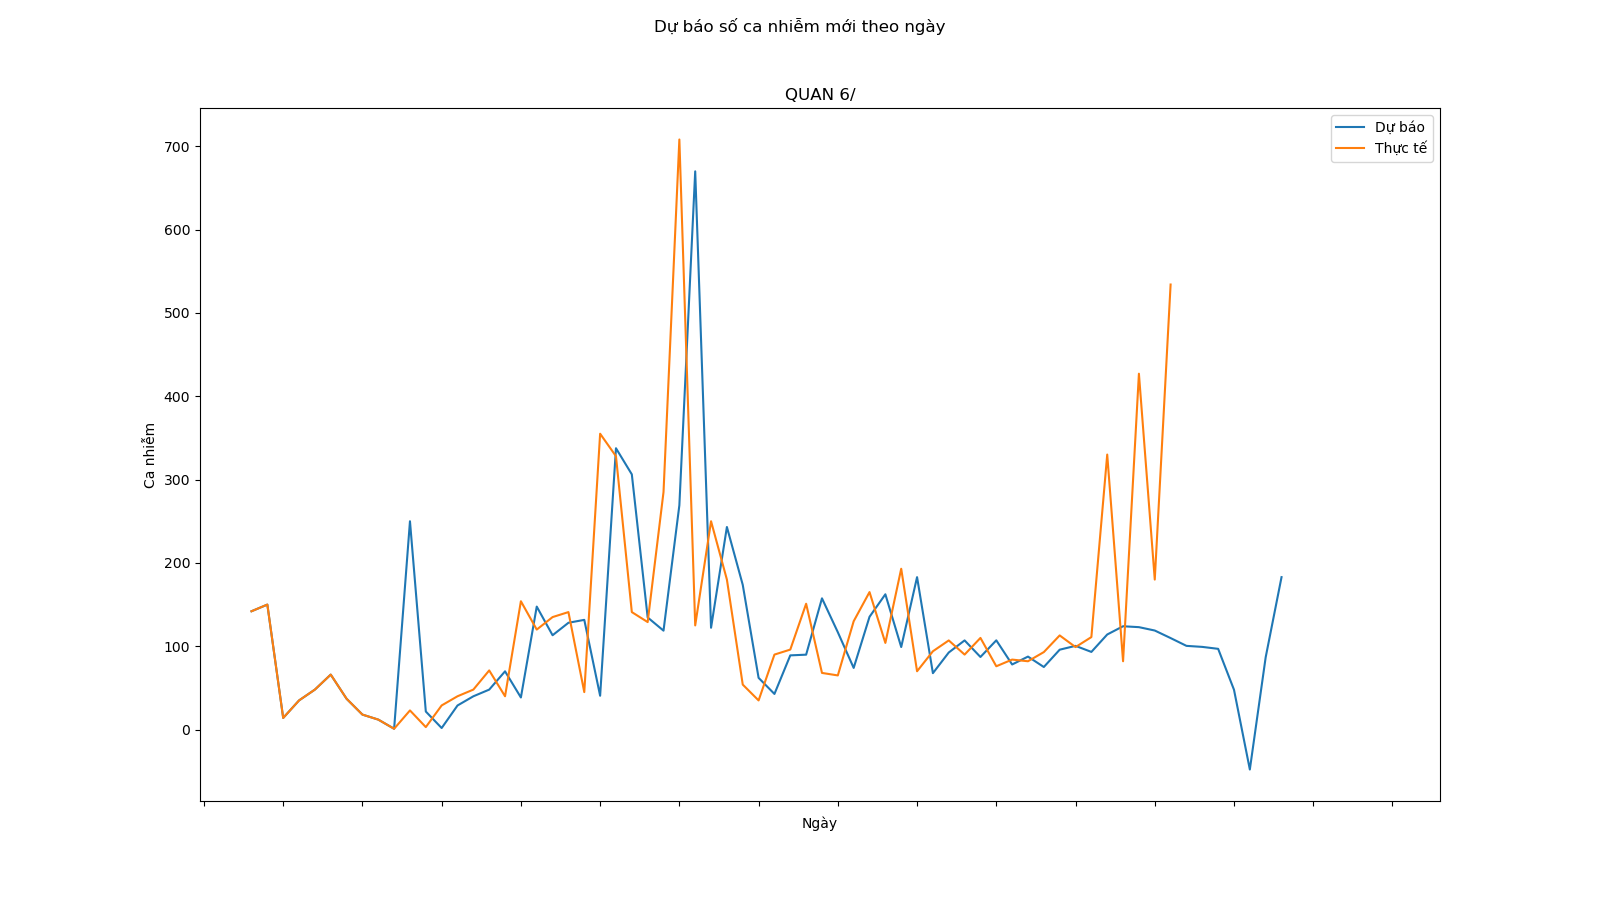 Dự báo số ca nhiễm mới theo ngày
QUAN 6/
Dự báo
Thực tế
700
600
500
400
300
200
100
0
Ca nhiễm
Ngày